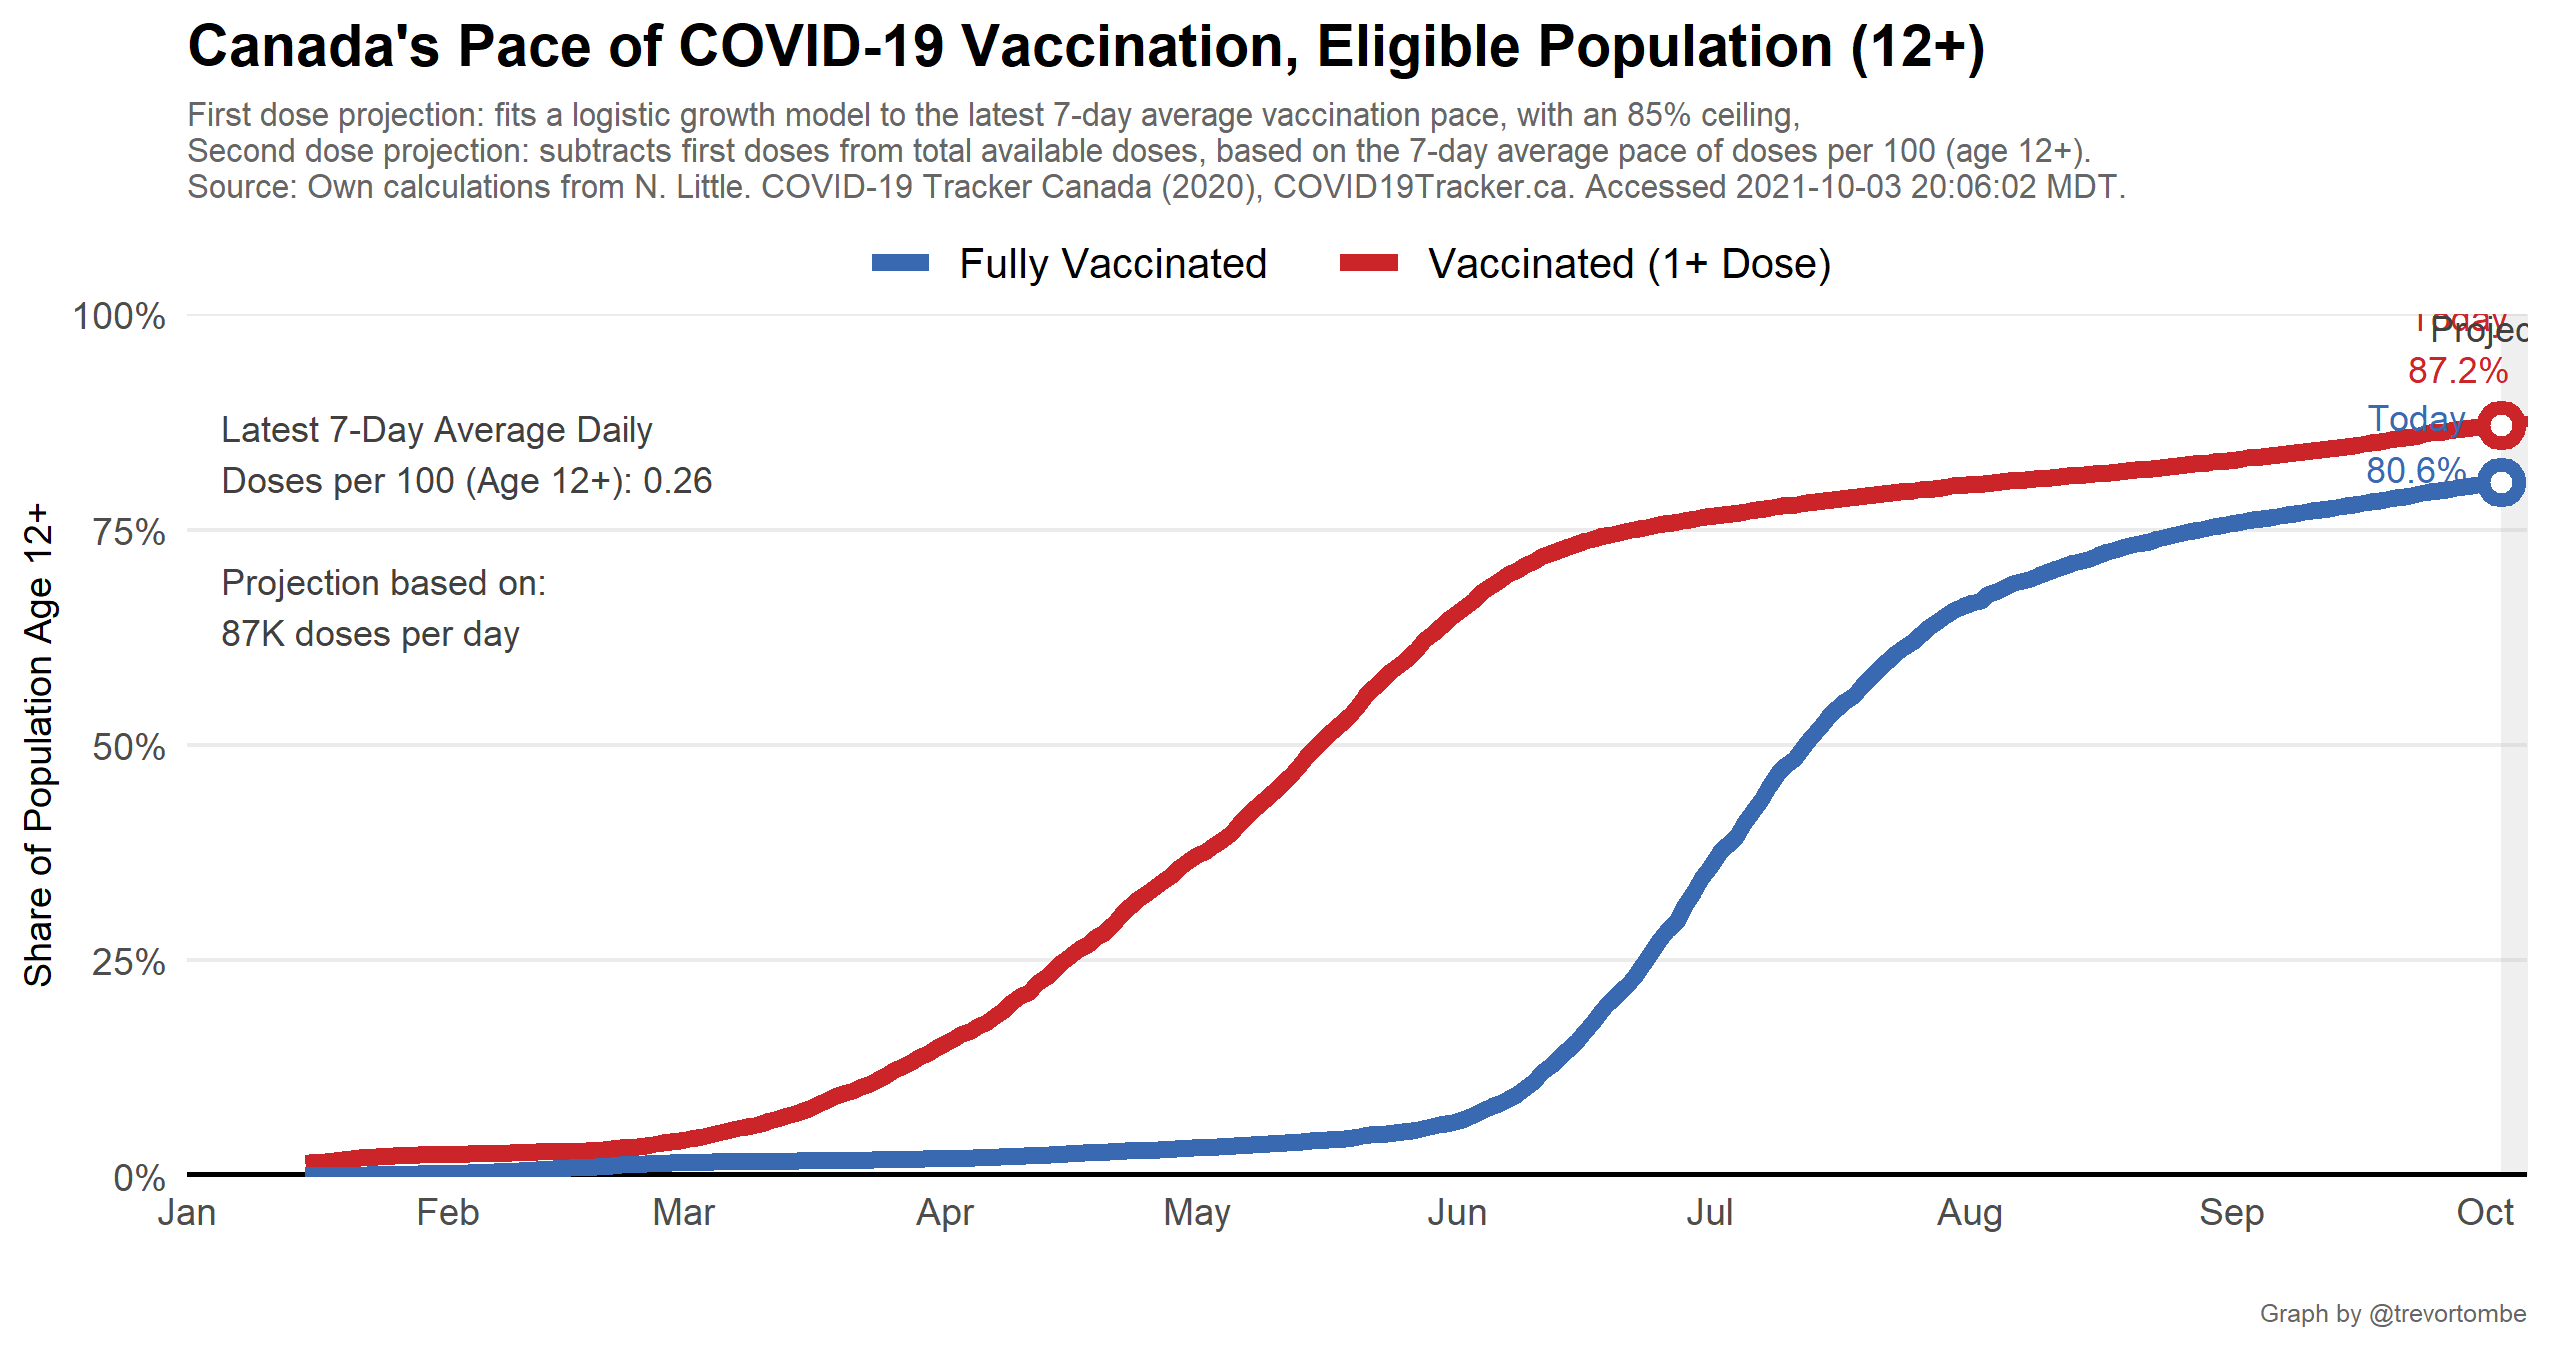 Canada's Pace of COVID-19 Vaccination, Eligible Population (12+)
First dose projection: fits a logistic growth model to the latest 7-day average vaccination pace, with an 85% ceiling,
Second dose projection: subtracts first doses from total available doses, based on the 7-day average pace of doses per 100 (age 12+).
Source: Own calculations from N. Little. COVID-19 Tracker Canada (2020), COVID19Tracker.ca. Accessed 2021-10-03 20:06:02 MDT.
Fully Vaccinated
Vaccinated (1+ Dose)
100%
75%
50%
25%
0%
Share of Population Age 12+
Latest 7-Day Average Daily
Doses per 100 (Age 12+): 0.26
Projection based on:
87K doses per day
Today
Projec
87.2%
Today
80.6%
Jan
Feb
Mar
Apr
May
Jun
Jul
Aug
Sep
Oct
Graph by @trevortombe